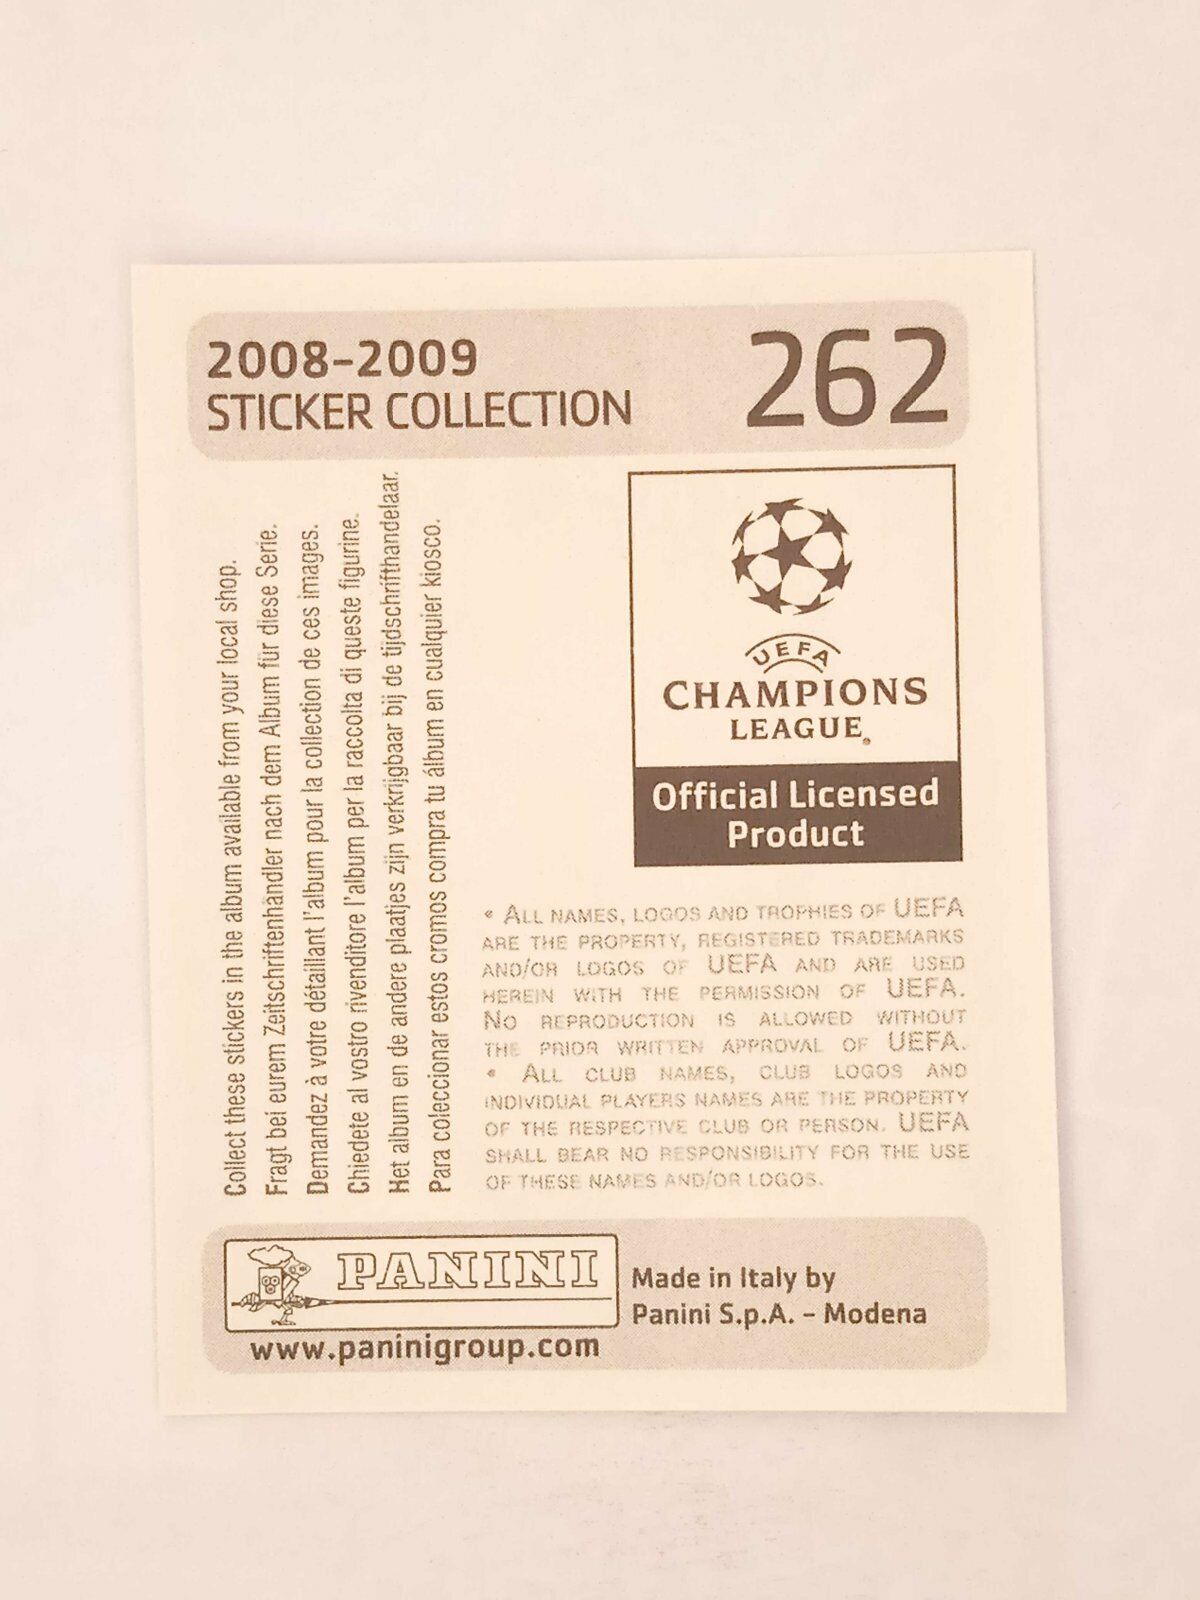 2008-2009
STICKER COLLECTION
262
Collect these stickers in the album available from your local shop.
Fragt bei eurem Zeitschriftenhändler nach dem Album für diese Serie.
Demandez à votre détaillant l'album pour la collection de ces images.
Chiedete al vostro rivenditore l'album per la raccolta di queste figurine.
Het album en de andere plaatjes zijn verkrijgbaar bij de tijdschrifthandelaar.
Para coleccionar estos cromos compra tu álbum en cualquier kiosco.
UEFA
CHAMPIONS
LEAGUE®
Official Licensed
Product
* ALL NAMES, LOGOS AND TROPHIES OF UEFA
ARE THE PROPERTY, REGISTERED TRADEMARKS
AND/OR LOGOS OF UEFA AND ARE USED
HEREIN WITH THE PERMISSION OF UEFA.
NO REPRODUCTION IS ALLOWED WITHOUT
THE PRIOR WRITTEN APPROVAL OF UEFA.
* ALL CLUB NAMES, CLUB LOGOS AND
INDIVIDUAL PLAYERS NAMES ARE THE PROPERTY
OF THE RESPECTIVE CLUB OR PERSON. UEFA
SHALL BEAR NO RESPONSIBILITY FOR THE USE
OF THESE NAMES AND/OR LOGOS.
PANINI
www.paninigroup.com
Made in Italy by
Panini S.p.A. – Modena